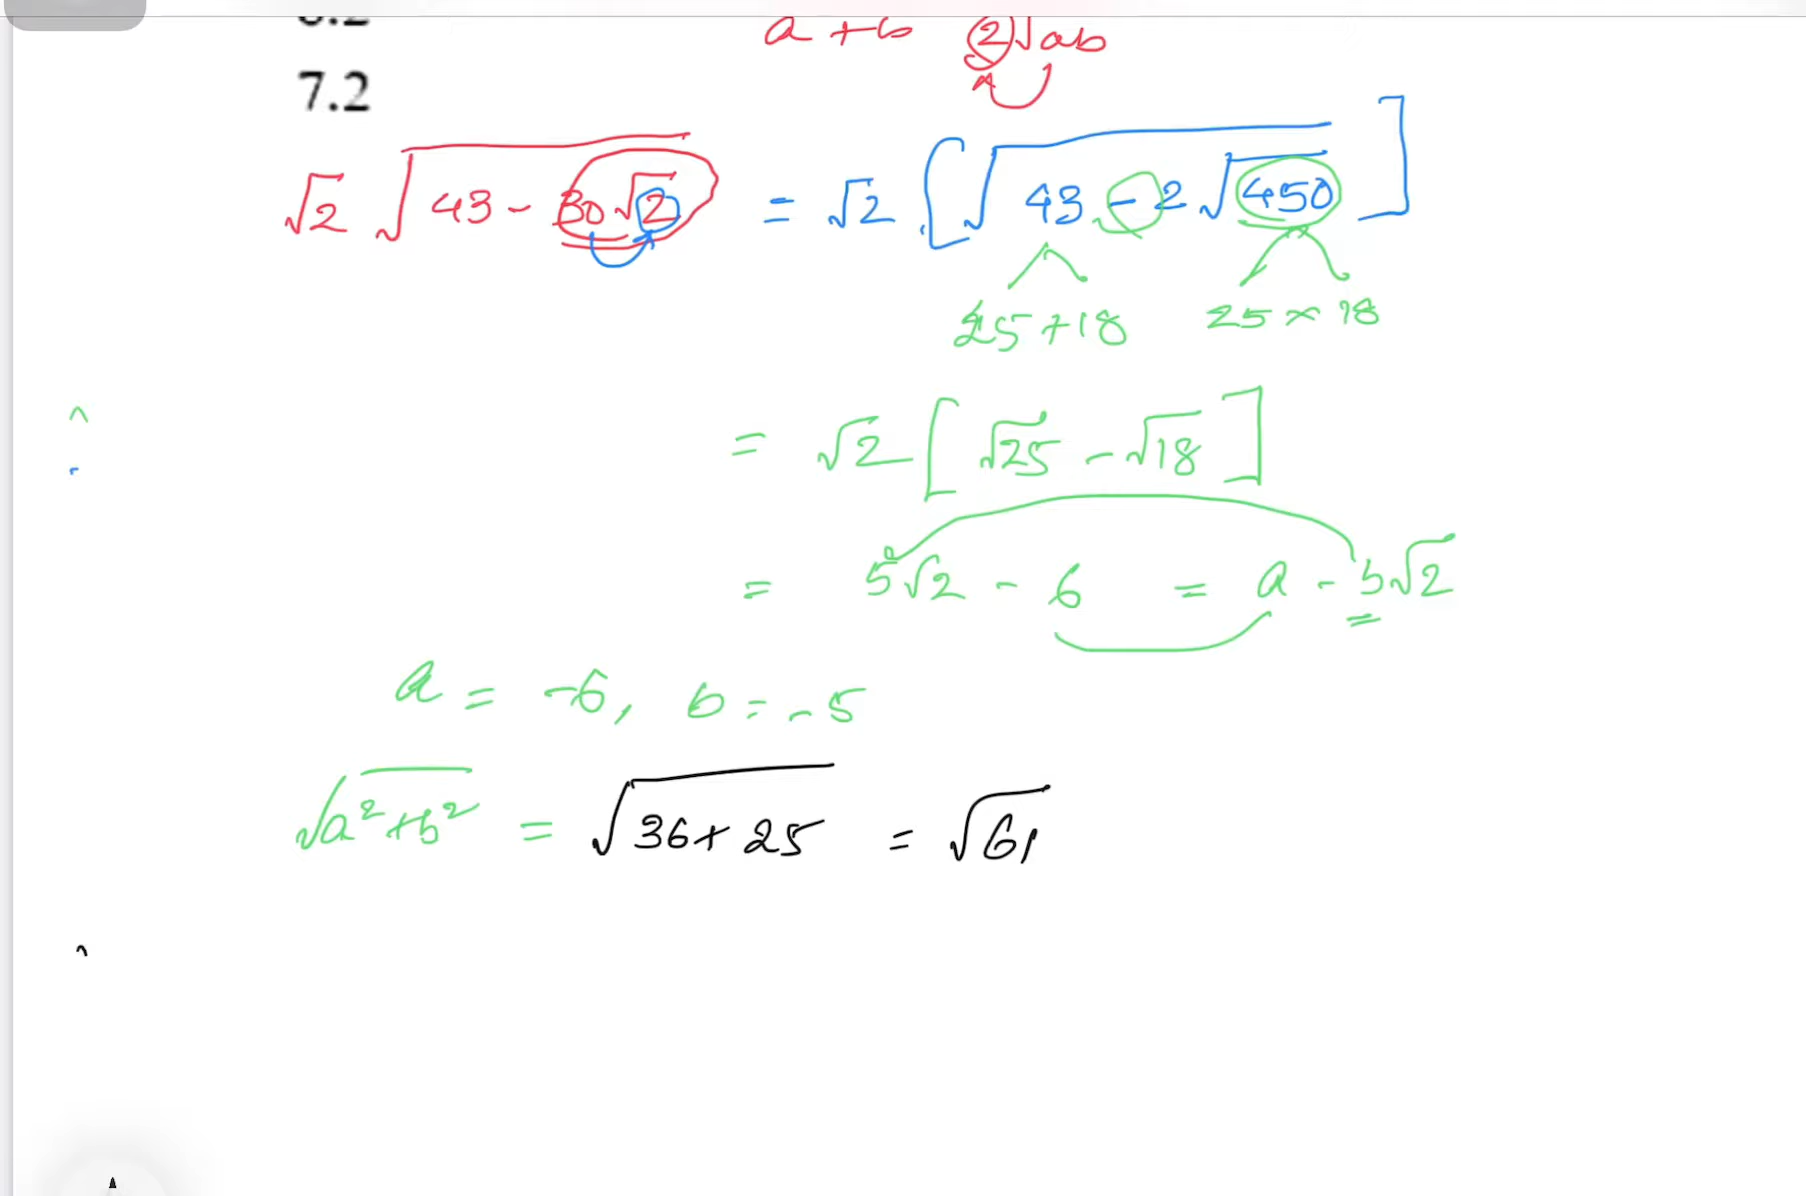 7.2
a + b 2√ab
√2 √43 - 30√2 = √2 [√43 - 2√450]
25 + 18 25 × 18
= √2 [√25 - √18]
= 5√2 - 6 = a - b√2
a = -6, b = -5
√a²+b² = √36 + 25 = √61